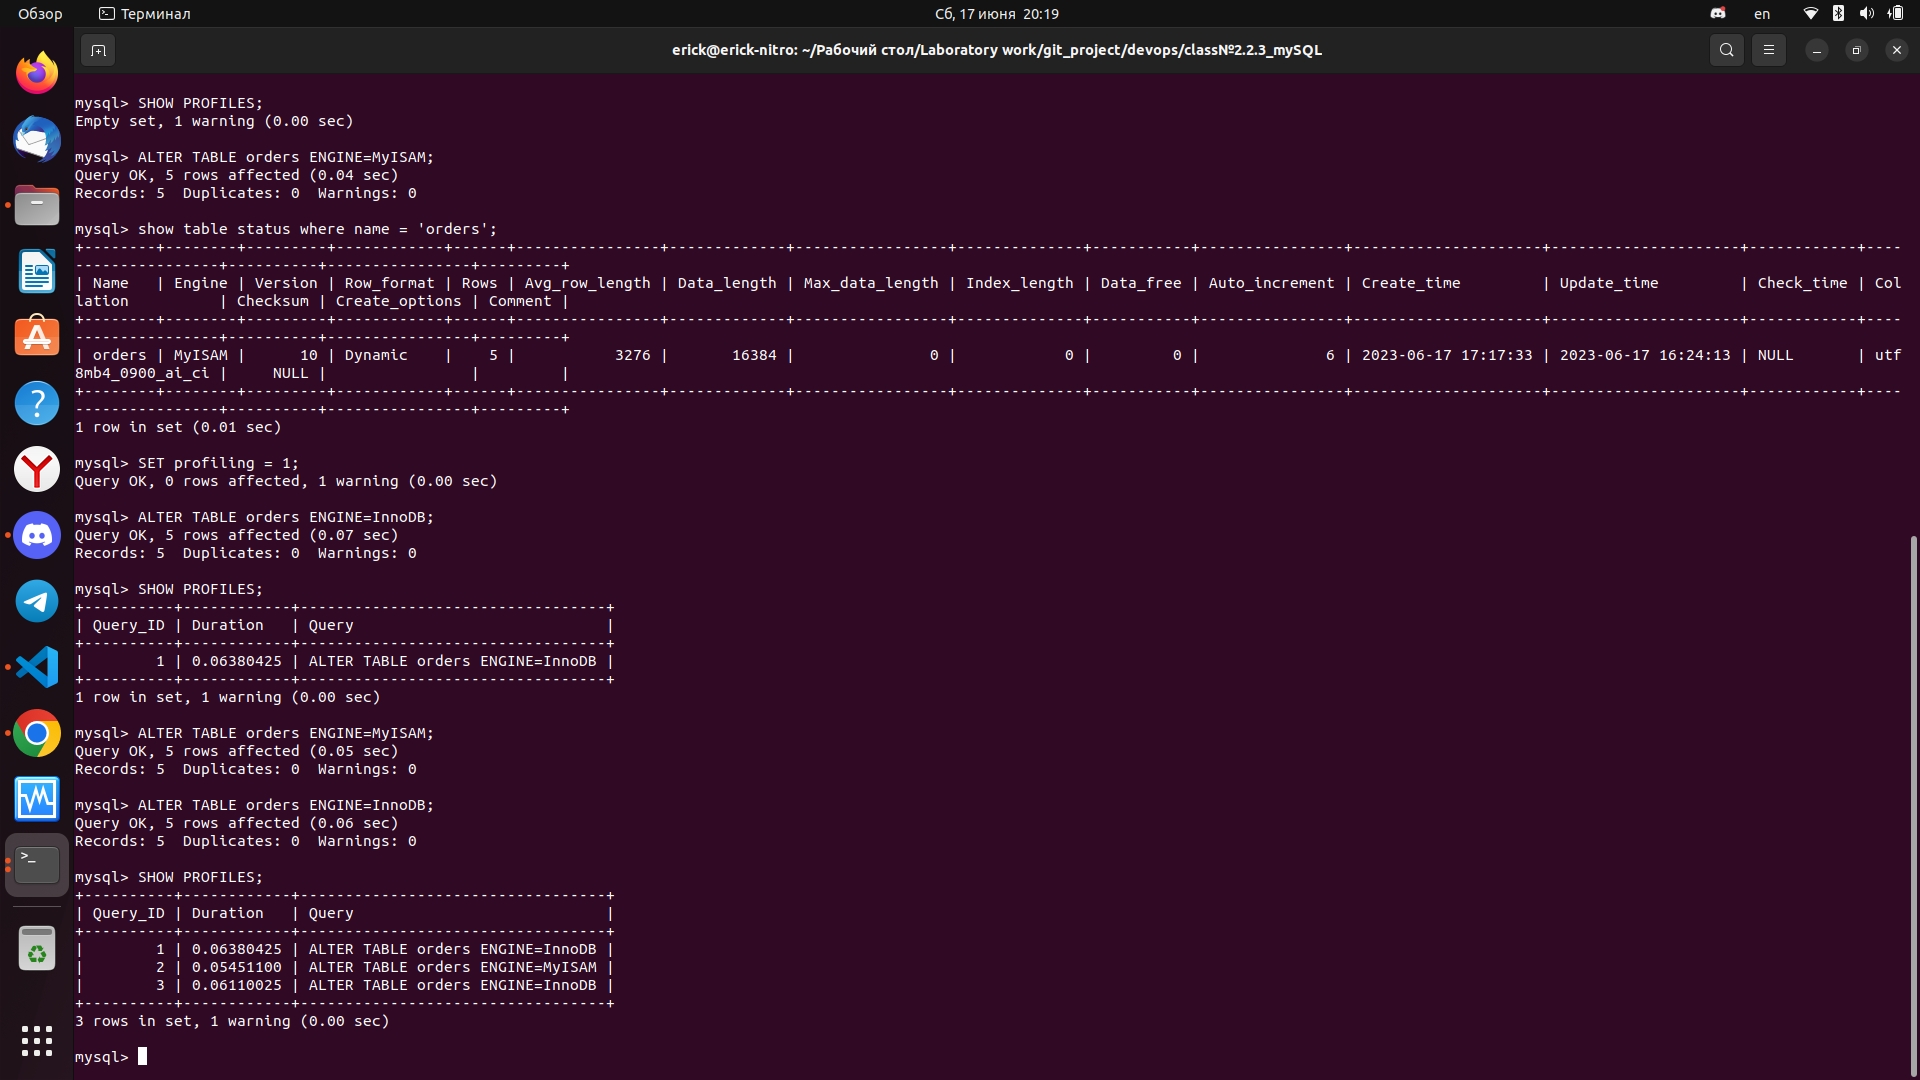 Обзор
Терминал
Сб, 17 июня 20:19
en
erick@erick-nitro: ~/Рабочий стол/Laboratory work/git_project/devops/class№2.2.3_mySQL
mysql> SHOW PROFILES;
Empty set, 1 warning (0.00 sec)
mysql> ALTER TABLE orders ENGINE=MyISAM;
Query OK, 5 rows affected (0.04 sec)
Records: 5  Duplicates: 0  Warnings: 0
mysql> show table status where name = 'orders';
+--------+--------+---------+------------+------+----------------+-------------+-----------------+--------------+-----------+----------------+---------------------+---------------------+------------+----
----------------+----------+----------------+---------+
| Name   | Engine | Version | Row_format | Rows | Avg_row_length | Data_length | Max_data_length | Index_length | Data_free | Auto_increment | Create_time         | Update_time         | Check_time | Col
lation          | Checksum | Create_options | Comment |
+--------+--------+---------+------------+------+----------------+-------------+-----------------+--------------+-----------+----------------+---------------------+---------------------+------------+----
----------------+----------+----------------+---------+
| orders | MyISAM |      10 | Dynamic    |    5 |           3276 |       16384 |               0 |            0 |         0 |              6 | 2023-06-17 17:17:33 | 2023-06-17 16:24:13 | NULL       | utf
8mb4_0900_ai_ci |     NULL |                |         |
+--------+--------+---------+------------+------+----------------+-------------+-----------------+--------------+-----------+----------------+---------------------+---------------------+------------+----
----------------+----------+----------------+---------+
1 row in set (0.01 sec)
mysql> SET profiling = 1;
Query OK, 0 rows affected, 1 warning (0.00 sec)
mysql> ALTER TABLE orders ENGINE=InnoDB;
Query OK, 5 rows affected (0.07 sec)
Records: 5  Duplicates: 0  Warnings: 0
mysql> SHOW PROFILES;
+----------+------------+----------------------------------+
| Query_ID | Duration   | Query                            |
+----------+------------+----------------------------------+
|        1 | 0.06380425 | ALTER TABLE orders ENGINE=InnoDB |
+----------+------------+----------------------------------+
1 row in set, 1 warning (0.00 sec)
mysql> ALTER TABLE orders ENGINE=MyISAM;
Query OK, 5 rows affected (0.05 sec)
Records: 5  Duplicates: 0  Warnings: 0
mysql> ALTER TABLE orders ENGINE=InnoDB;
Query OK, 5 rows affected (0.06 sec)
Records: 5  Duplicates: 0  Warnings: 0
mysql> SHOW PROFILES;
+----------+------------+----------------------------------+
| Query_ID | Duration   | Query                            |
+----------+------------+----------------------------------+
|        1 | 0.06380425 | ALTER TABLE orders ENGINE=InnoDB |
|        2 | 0.05451100 | ALTER TABLE orders ENGINE=MyISAM |
|        3 | 0.06110025 | ALTER TABLE orders ENGINE=InnoDB |
+----------+------------+----------------------------------+
3 rows in set, 1 warning (0.00 sec)
mysql>